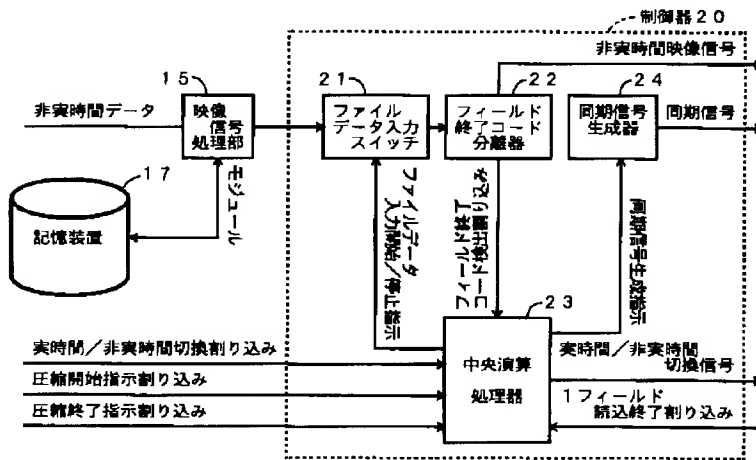 制御器20
非実時間映像信号
15
21
22
24
非実時間データ
映像
信号
処理部
ファイル
データ入力
スイッチ
フィールド
終了コード
分離器
同期信号
生成器
同期信号
17
記憶装置
モジュール
ファイルデータ
入力開始/停止指示
フィールド終了
コード検出割り込み
同期信号生成指示
23
中央演算
処理器
実時間/非実時間切換割り込み
圧縮開始指示割り込み
圧縮終了指示割り込み
実時間/非実時間
切換信号
1フィールド
読込終了割り込み